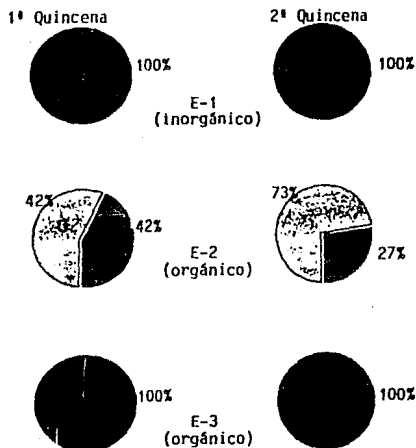 1ª Quincena 2ª Quincena
100% 100%
E-1
(inorgánico)
42% 73%
42% 27%
E-2
(orgánico)
100% 100%
E-3
(orgánico)